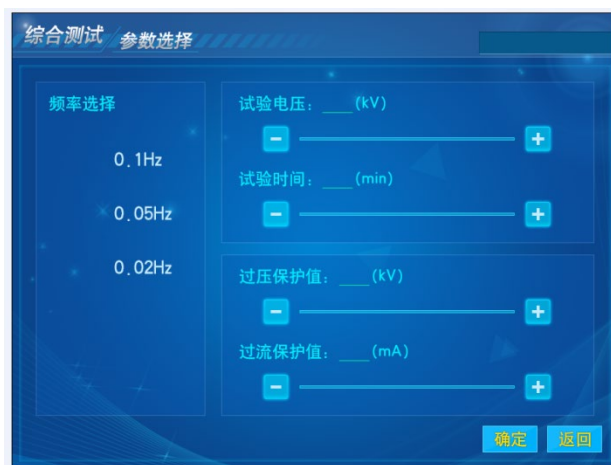 综合测试 参数选择
频率选择
0.1Hz
0.05Hz
0.02Hz
试验电压：___(kV)
- +
试验时间：___(min)
- +
过压保护值：___(kV)
- +
过流保护值：___(mA)
- +
确定 返回